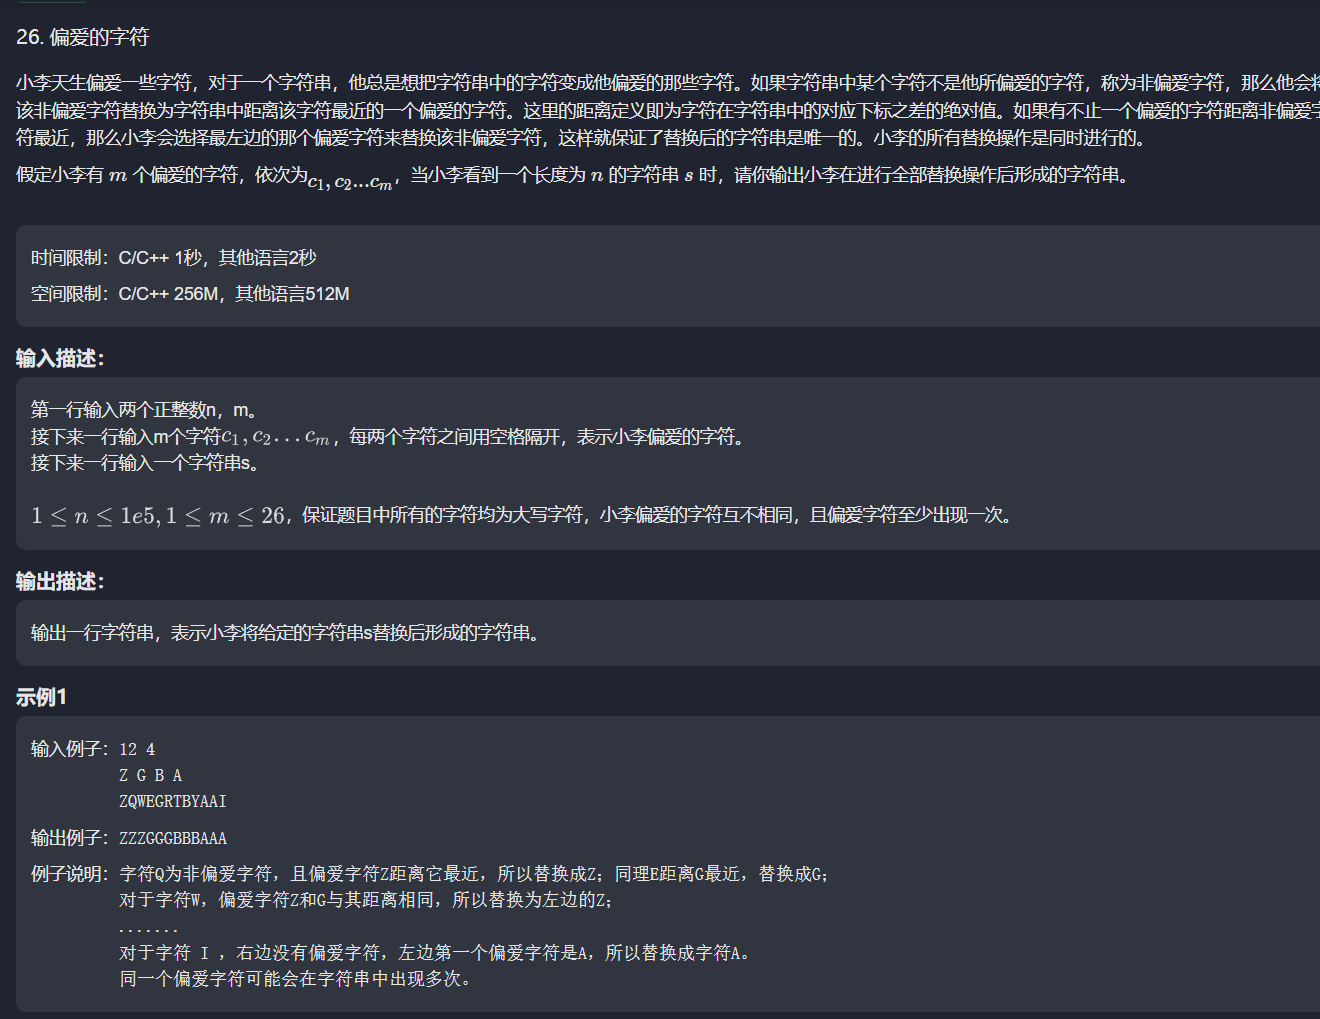 26. 偏爱的字符
小李天生偏爱一些字符，对于一个字符串，他总是想把字符串中的字符变成他偏爱的那些字符。如果字符串中某个字符不是他所偏爱的字符，称为非偏爱字符，那么他会将
该非偏爱字符替换为字符串中距离该字符最近的一个偏爱的字符。这里的距离定义即为字符在字符串中的对应下标之差的绝对值。如果有不止一个偏爱的字符距离非偏爱字
符最近，那么小李会选择最左边的那个偏爱字符来替换该非偏爱字符，这样就保证了替换后的字符串是唯一的。小李的所有替换操作是同时进行的。
假定小李有 m 个偏爱的字符，依次为c₁, c₂...cₘ，当小李看到一个长度为 n 的字符串 s 时，请你输出小李在进行全部替换操作后形成的字符串。
时间限制：C/C++ 1秒，其他语言2秒
空间限制：C/C++ 256M，其他语言512M
输入描述：
第一行输入两个正整数n，m。
接下来一行输入m个字符c₁, c₂...cₘ，每两个字符之间用空格隔开，表示小李偏爱的字符。
接下来一行输入一个字符串s。
1 ≤ n ≤ 1e5, 1 ≤ m ≤ 26，保证题目中所有的字符均为大写字符，小李偏爱的字符互不相同，且偏爱字符至少出现一次。
输出描述：
输出一行字符串，表示小李将给定的字符串s替换后形成的字符串。
示例1
输入例子：12 4
Z G B A
ZQWEGRTBYAAI
输出例子：ZZZGGGBBBAAA
例子说明：字符Q为非偏爱字符，且偏爱字符Z距离它最近，所以替换成Z；同理E距离G最近，替换成G；
对于字符W，偏爱字符Z和G与其距离相同，所以替换为左边的Z；
.......
对于字符 I ，右边没有偏爱字符，左边第一个偏爱字符是A，所以替换成字符A。
同一个偏爱字符可能会在字符串中出现多次。